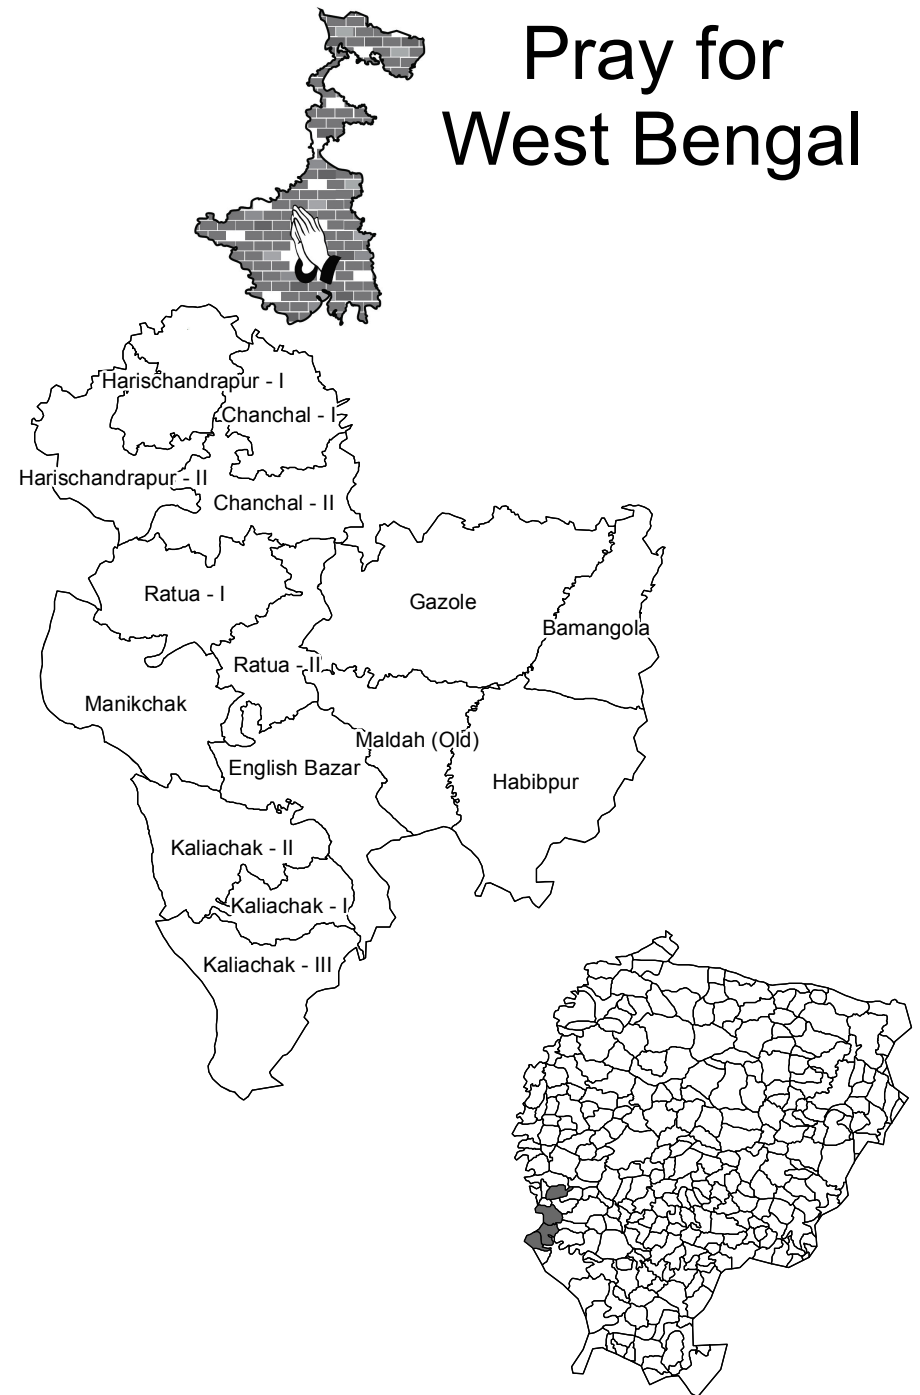 Pray for
West Bengal
Harischandrapur - I
Chanchal - I
Harischandrapur - II
Chanchal - II
Ratua - I
Gazole
Bamangola
Ratua - II
Manikchak
Maldah (Old)
English Bazar
Habibpur
Kaliachak - II
Kaliachak - I
Kaliachak - III